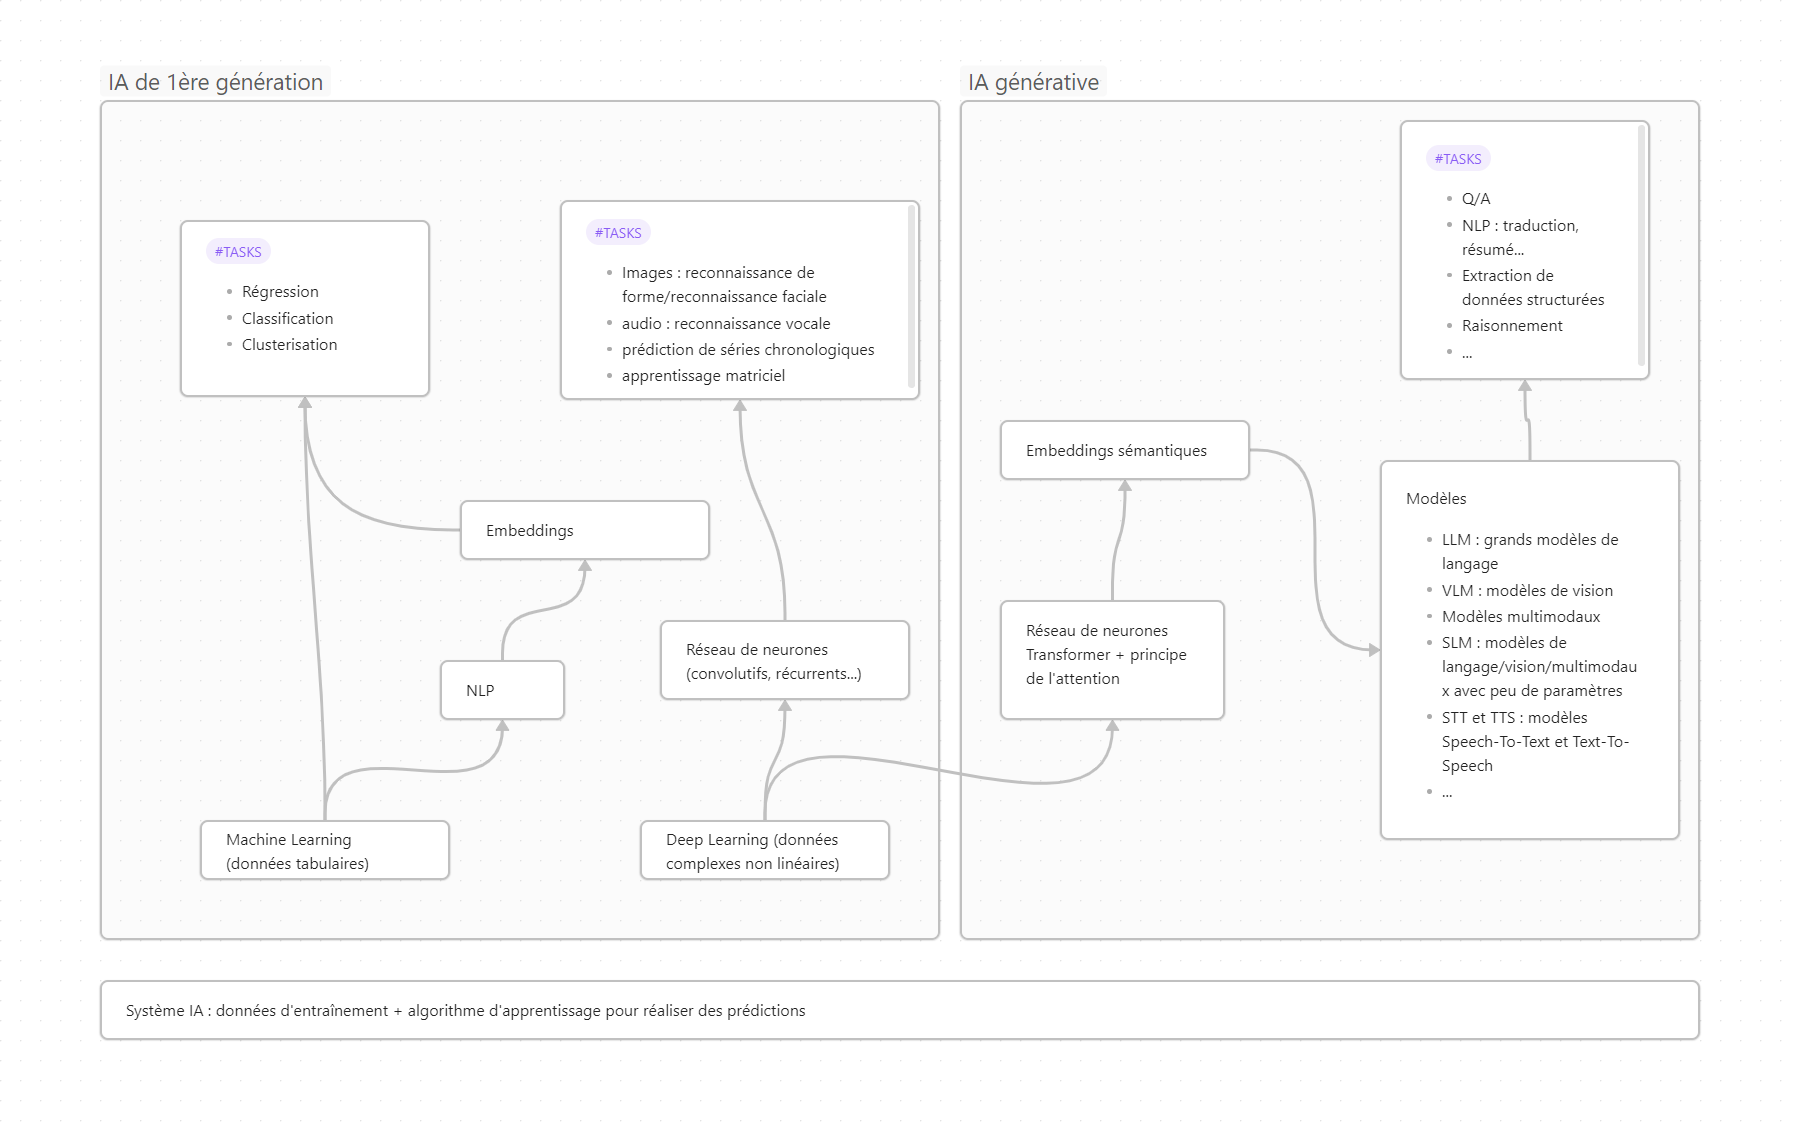 IA de 1ère génération
#TASKS
Régression
Classification
Clusterisation
#TASKS
Images : reconnaissance de
forme/reconnaissance faciale
audio : reconnaissance vocale
prédiction de séries chronologiques
apprentissage matriciel
Embeddings
Réseau de neurones
(convolutifs, récurrents...)
NLP
Machine Learning
(données tabulaires)
Deep Learning (données
complexes non linéaires)
IA générative
#TASKS
Q/A
NLP : traduction,
résumé...
Extraction de
données structurées
Raisonnement
...
Embeddings sémantiques
Réseau de neurones
Transformer + principe
de l'attention
Modèles
LLM : grands modèles de
langage
VLM : modèles de vision
Modèles multimodaux
SLM : modèles de
langage/vision/multimodau
x avec peu de paramètres
STT et TTS : modèles
Speech-To-Text et Text-To-
Speech
...
Système IA : données d'entraînement + algorithme d'apprentissage pour réaliser des prédictions